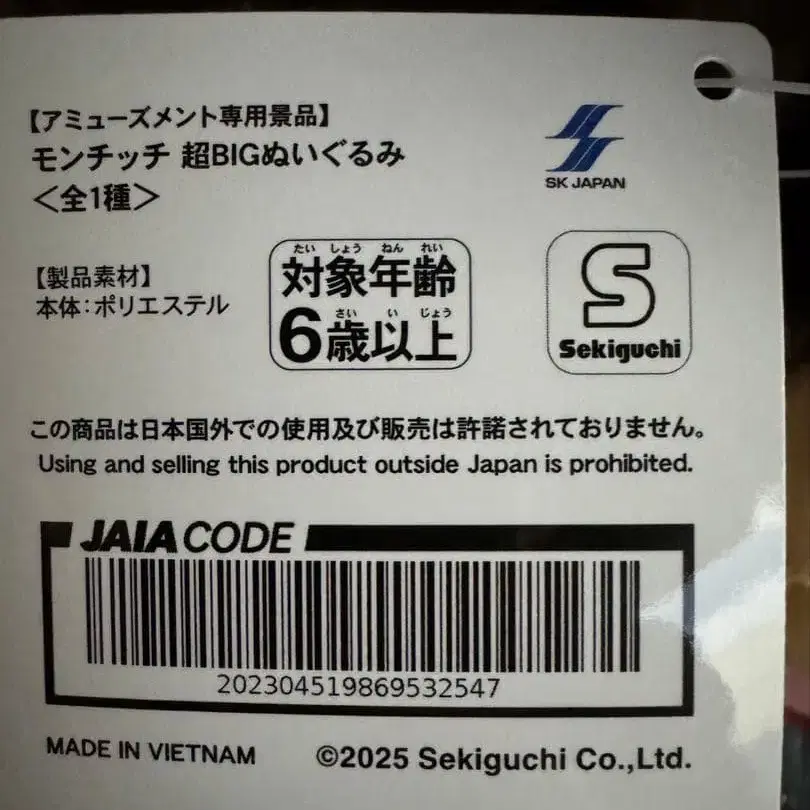 【アミューズメント専用景品】
モンチッチ 超BIGぬいぐるみ
＜全1種＞
SK JAPAN
【製品素材】
本体：ポリエステル
たいしょうねんれい
対象年齢
さいいじょう
6歳以上
S
Sekiguchi
この商品は日本国外での使用及び販売は許諾されておりません。
Using and selling this product outside Japan is prohibited.
JAIA CODE
202304519869532547
MADE IN VIETNAM ©2025 Sekiguchi Co.,Ltd.